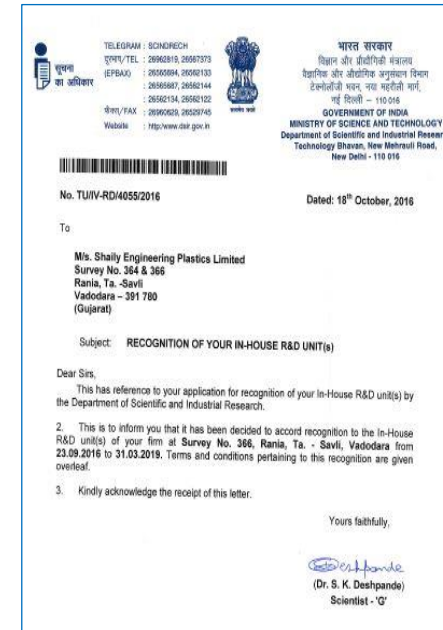 सूचना
का अधिकार
TELEGRAM : SCINDRECH
दूरभाष/TEL : 26962819, 26567373
(EPBAX) : 26565694, 26562133
: 26565687, 26562144
: 26562134, 26562122
फैक्स/FAX : 26960629, 26529745
Website : http:/www.dsir.gov.in
सत्यमेव जयते
भारत सरकार
विज्ञान और प्रौद्योगिकी मंत्रालय
वैज्ञानिक और औद्योगिक अनुसंधान विभाग
टेक्नोलॉजी भवन, नया महरौली मार्ग,
नई दिल्ली – 110 016
GOVERNMENT OF INDIA
MINISTRY OF SCIENCE AND TECHNOLOGY
Department of Scientific and Industrial Resear
Technology Bhavan, New Mehrauli Road,
New Delhi - 110 016
No. TU/IV-RD/4055/2016
Dated: 18th October, 2016
To
M/s. Shaily Engineering Plastics Limited
Survey No. 364 & 366
Rania, Ta. -Savli
Vadodara – 391 780
(Gujarat)
Subject: RECOGNITION OF YOUR IN-HOUSE R&D UNIT(s)
Dear Sirs,
This has reference to your application for recognition of your In-House R&D unit(s) by
the Department of Scientific and Industrial Research.
2. This is to inform you that it has been decided to accord recognition to the In-House
R&D unit(s) of your firm at Survey No. 366, Rania, Ta. - Savli, Vadodara from
23.09.2016 to 31.03.2019. Terms and conditions pertaining to this recognition are given
overleaf.
3. Kindly acknowledge the receipt of this letter.
Yours faithfully,
Deshpande
(Dr. S. K. Deshpande)
Scientist - 'G'